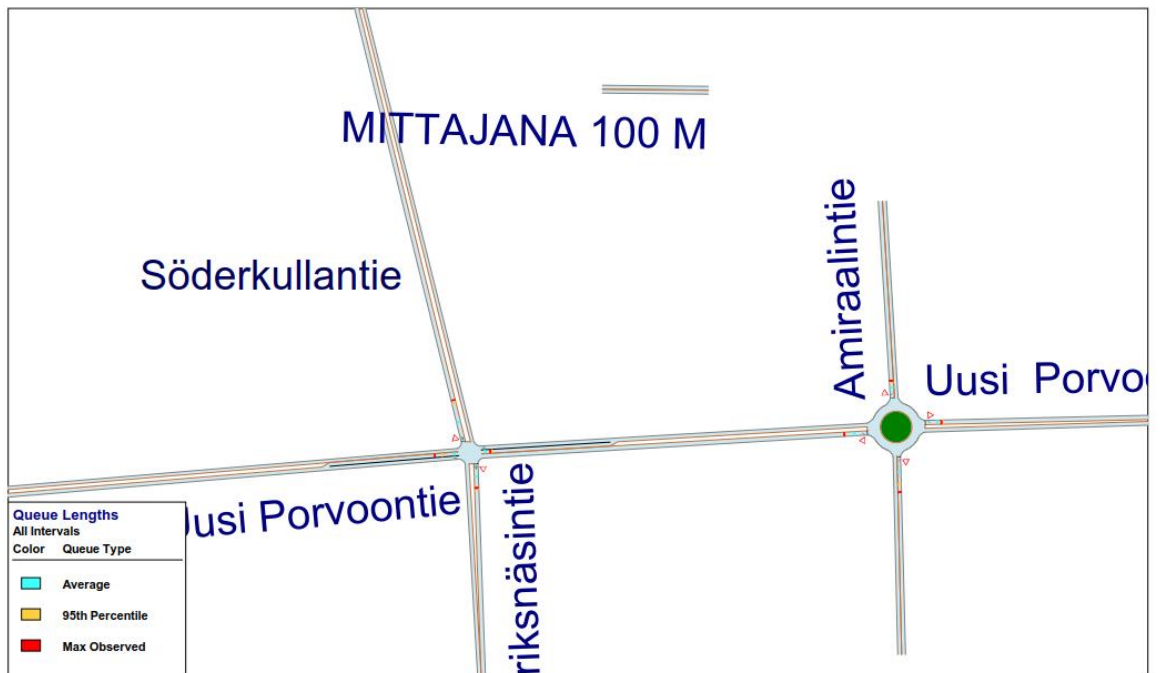 MITTAJANA 100 M
Söderkullantie
Amiraalintie
Uusi Porvoo
Uusi Porvoontie
riksnäsintie
Queue Lengths
All Intervals
Color Queue Type
Average
95th Percentile
Max Observed